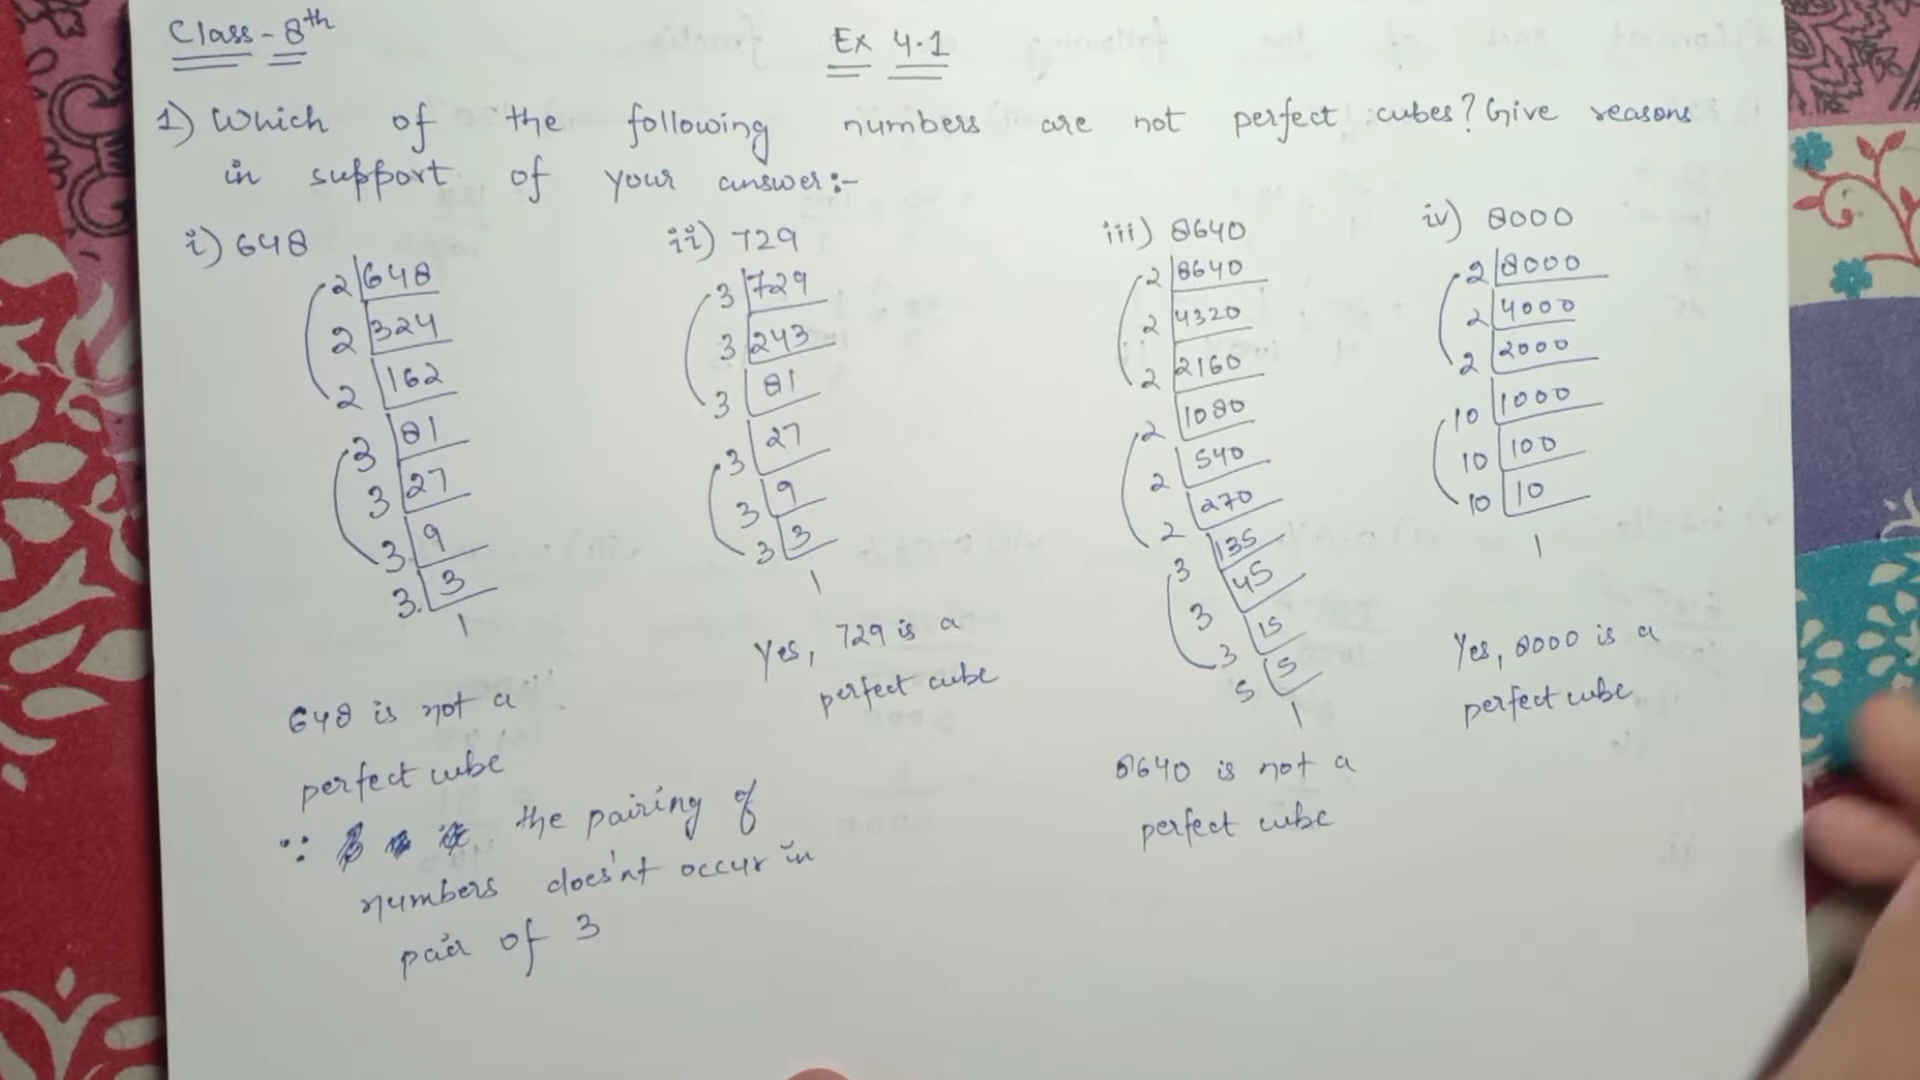 Class - 8th
Ex 4.1
1) Which of the following numbers are not perfect cubes? Give reasons
in support of your answer :-
i) 648
2 648
2 324
2 162
3 81
3 27
3 9
3 3
1
648 is not a
perfect cube
∵ the pairing of
numbers does'nt occur in
pair of 3
ii) 729
3 729
3 243
3 81
3 27
3 9
3 3
1
Yes, 729 is a
perfect cube
iii) 8640
2 8640
2 4320
2 2160
2 1080
2 540
2 270
3 135
3 45
3 15
5 5
1
8640 is not a
perfect cube
iv) 8000
2 8000
2 4000
2 2000
10 1000
10 100
10 10
1
Yes, 8000 is a
perfect cube